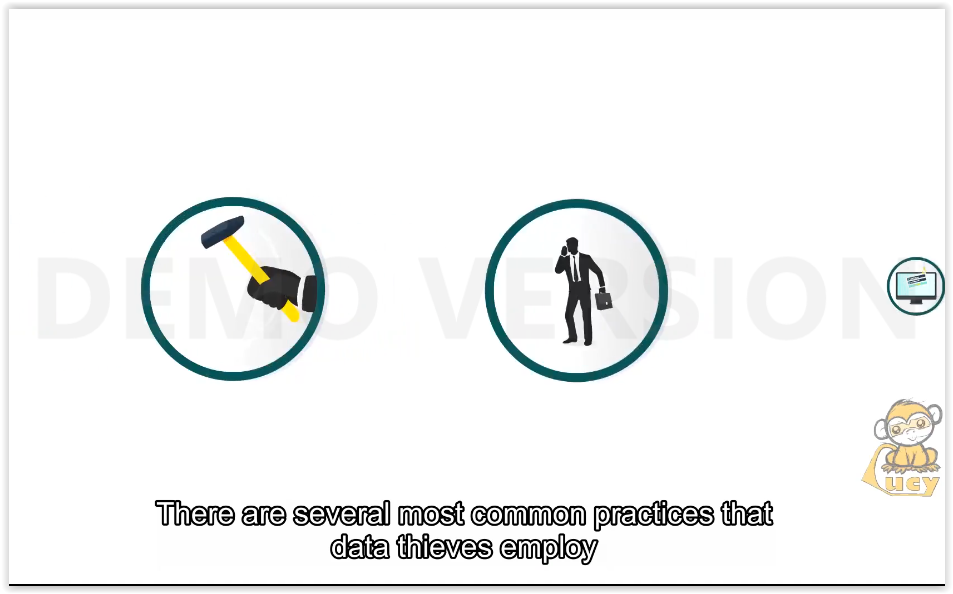 DEMO VERSION
Lucy
There are several most common practices that
data thieves employ